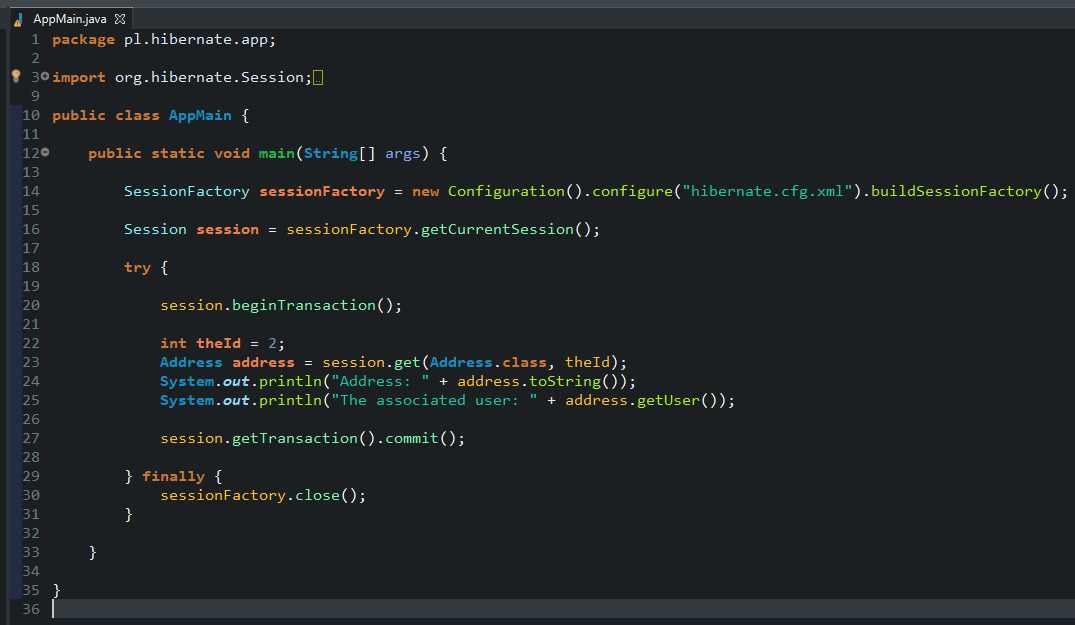 AppMain.java
1 package pl.hibernate.app;
2
3 import org.hibernate.Session;
9
10 public class AppMain {
11
12     public static void main(String[] args) {
13
14         SessionFactory sessionFactory = new Configuration().configure("hibernate.cfg.xml").buildSessionFactory();
15
16         Session session = sessionFactory.getCurrentSession();
17
18         try {
19
20             session.beginTransaction();
21
22             int theId = 2;
23             Address address = session.get(Address.class, theId);
24             System.out.println("Address: " + address.toString());
25             System.out.println("The associated user: " + address.getUser());
26
27             session.getTransaction().commit();
28
29         } finally {
30             sessionFactory.close();
31         }
32
33     }
34
35 }
36